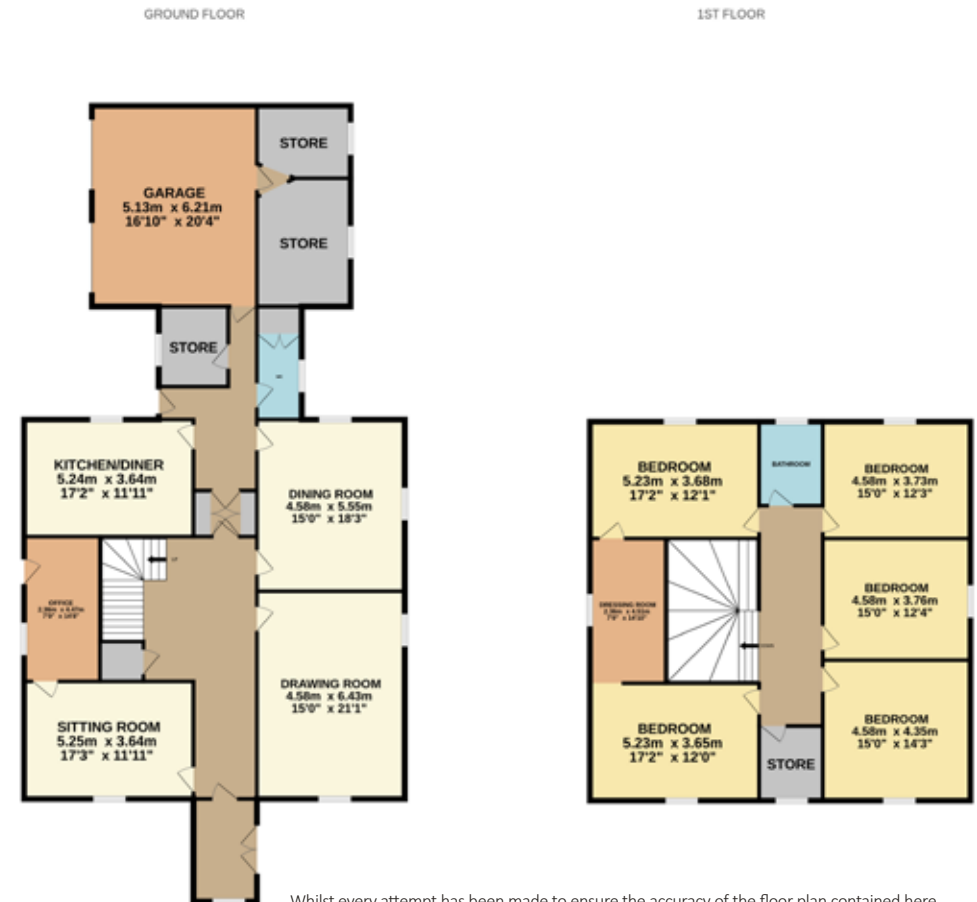 GROUND FLOOR
1ST FLOOR
STORE
GARAGE
5.13m x 6.21m
16'10" x 20'4"
STORE
STORE
KITCHEN/DINER
5.24m x 3.64m
17'2" x 11'11"
DINING ROOM
4.58m x 5.55m
15'0" x 18'3"
OFFICE
UP
DRAWING ROOM
4.58m x 6.43m
15'0" x 21'1"
SITTING ROOM
5.25m x 3.64m
17'3" x 11'11"
BEDROOM
5.23m x 3.68m
17'2" x 12'1"
BATHROOM
BEDROOM
4.58m x 3.73m
15'0" x 12'3"
BEDROOM
4.58m x 3.76m
15'0" x 12'4"
DRESSING ROOM
DOWN
BEDROOM
5.23m x 3.65m
17'2" x 12'0"
BEDROOM
4.58m x 4.35m
15'0" x 14'3"
STORE
Whilst every attempt has been made to ensure the accuracy of the floor plan contained here